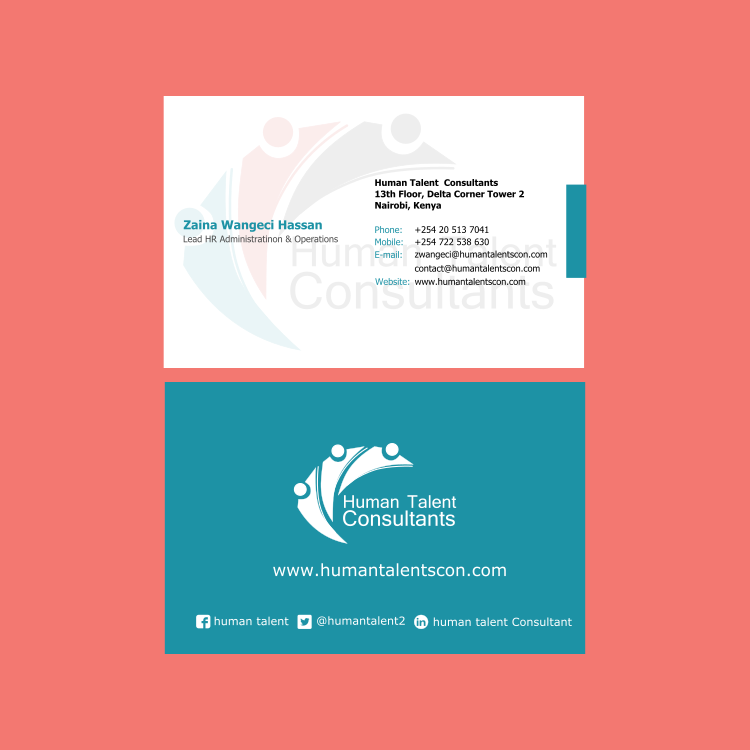 Human Talent Consultants
13th Floor, Delta Corner Tower 2
Nairobi, Kenya
Zaina Wangeci Hassan
Lead HR Administratinon & Operations
Phone: +254 20 513 7041
Mobile: +254 722 538 630
E-mail: zwangeci@humantalentscon.com
contact@humantalentscon.com
Website: www.humantalentscon.com
Human Talent
Consultants
Human Talent
Consultants
www.humantalentscon.com
human talent @humantalent2 in human talent Consultant